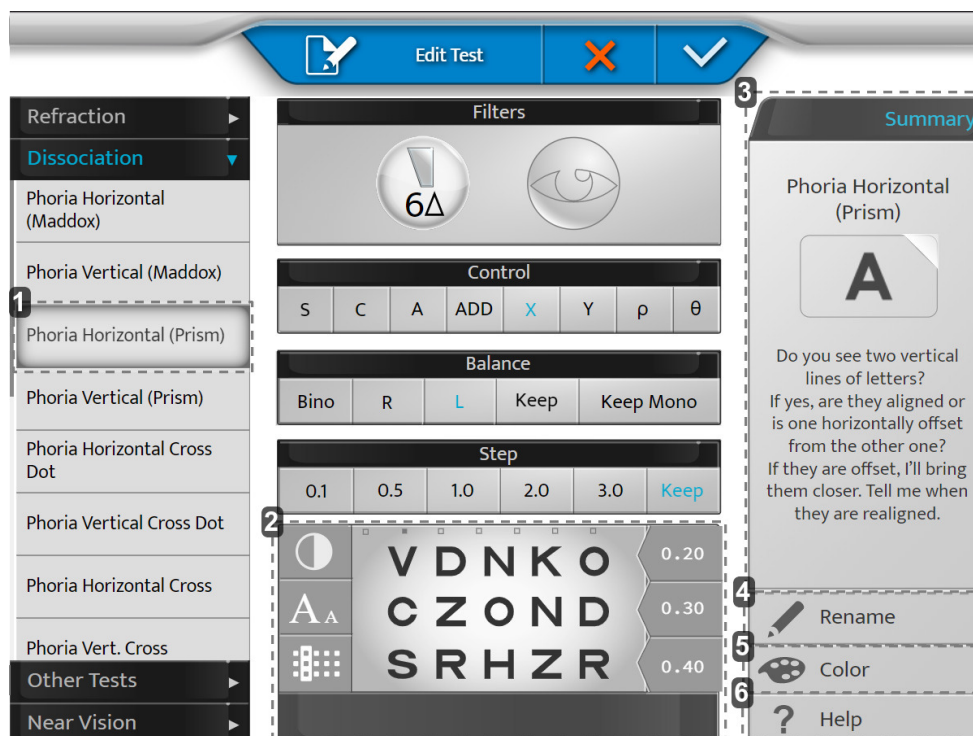 Edit Test
3
Refraction
Dissociation
Phoria Horizontal
(Maddox)
Phoria Vertical (Maddox)
1
Phoria Horizontal (Prism)
Phoria Vertical (Prism)
Phoria Horizontal Cross
Dot
Phoria Vertical Cross Dot
Phoria Horizontal Cross
Phoria Vert. Cross
Other Tests
Near Vision
Filters
6Δ
Control
S C A ADD X Y ρ θ
Balance
Bino R L Keep Keep Mono
Step
0.1 0.5 1.0 2.0 3.0 Keep
2
V D N K O 0.20
A A C Z O N D 0.30
S R H Z R 0.40
Summary
Phoria Horizontal
(Prism)
A
Do you see two vertical
lines of letters?
If yes, are they aligned or
is one horizontally offset
from the other one?
If they are offset, I'll bring
them closer. Tell me when
they are realigned.
4
Rename
5
Color
6
? Help